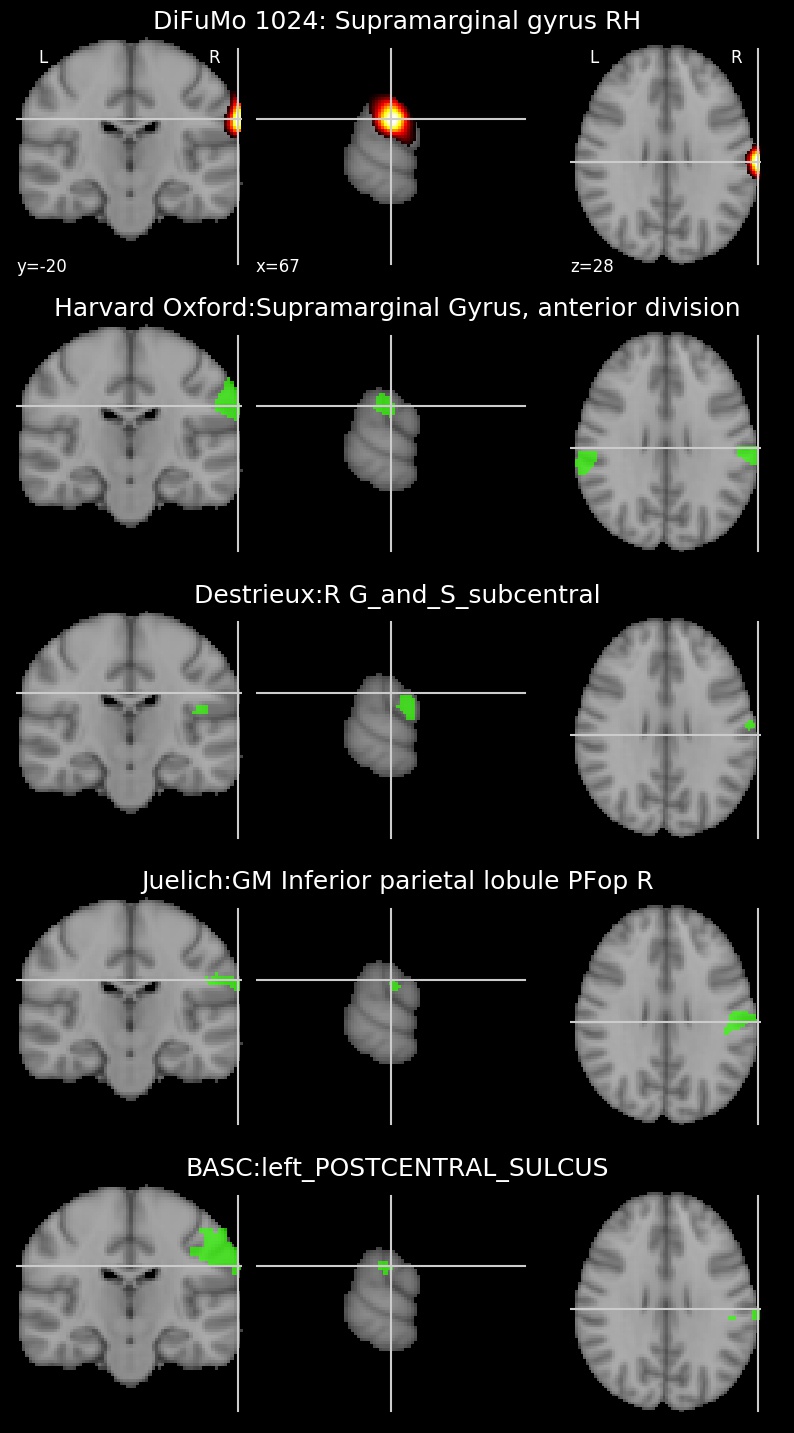 DiFuMo 1024: Supramarginal gyrus RH
L R L R
y=-20 x=67 z=28
Harvard Oxford:Supramarginal Gyrus, anterior division
Destrieux:R G_and_S_subcentral
Juelich:GM Inferior parietal lobule PFop R
BASC:left_POSTCENTRAL_SULCUS